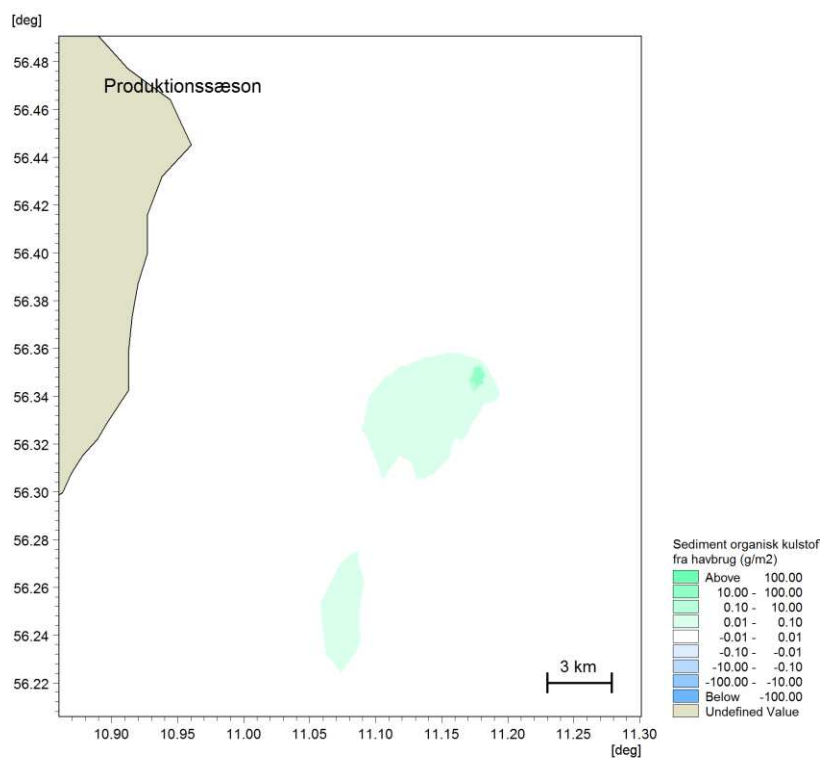 [deg]
56.48
Produktionssæson
56.46
56.44
56.42
56.40
56.38
56.36
56.34
56.32
56.30
56.28
56.26
56.24
56.22
3 km
10.90 10.95 11.00 11.05 11.10 11.15 11.20 11.25 11.30
[deg]
Sediment organisk kulstof
fra havbrug (g/m2)
Above 100.00
10.00 - 100.00
0.10 - 10.00
0.01 - 0.10
-0.01 - 0.01
-0.10 - -0.01
-10.00 - -0.10
-100.00 - -10.00
Below -100.00
Undefined Value